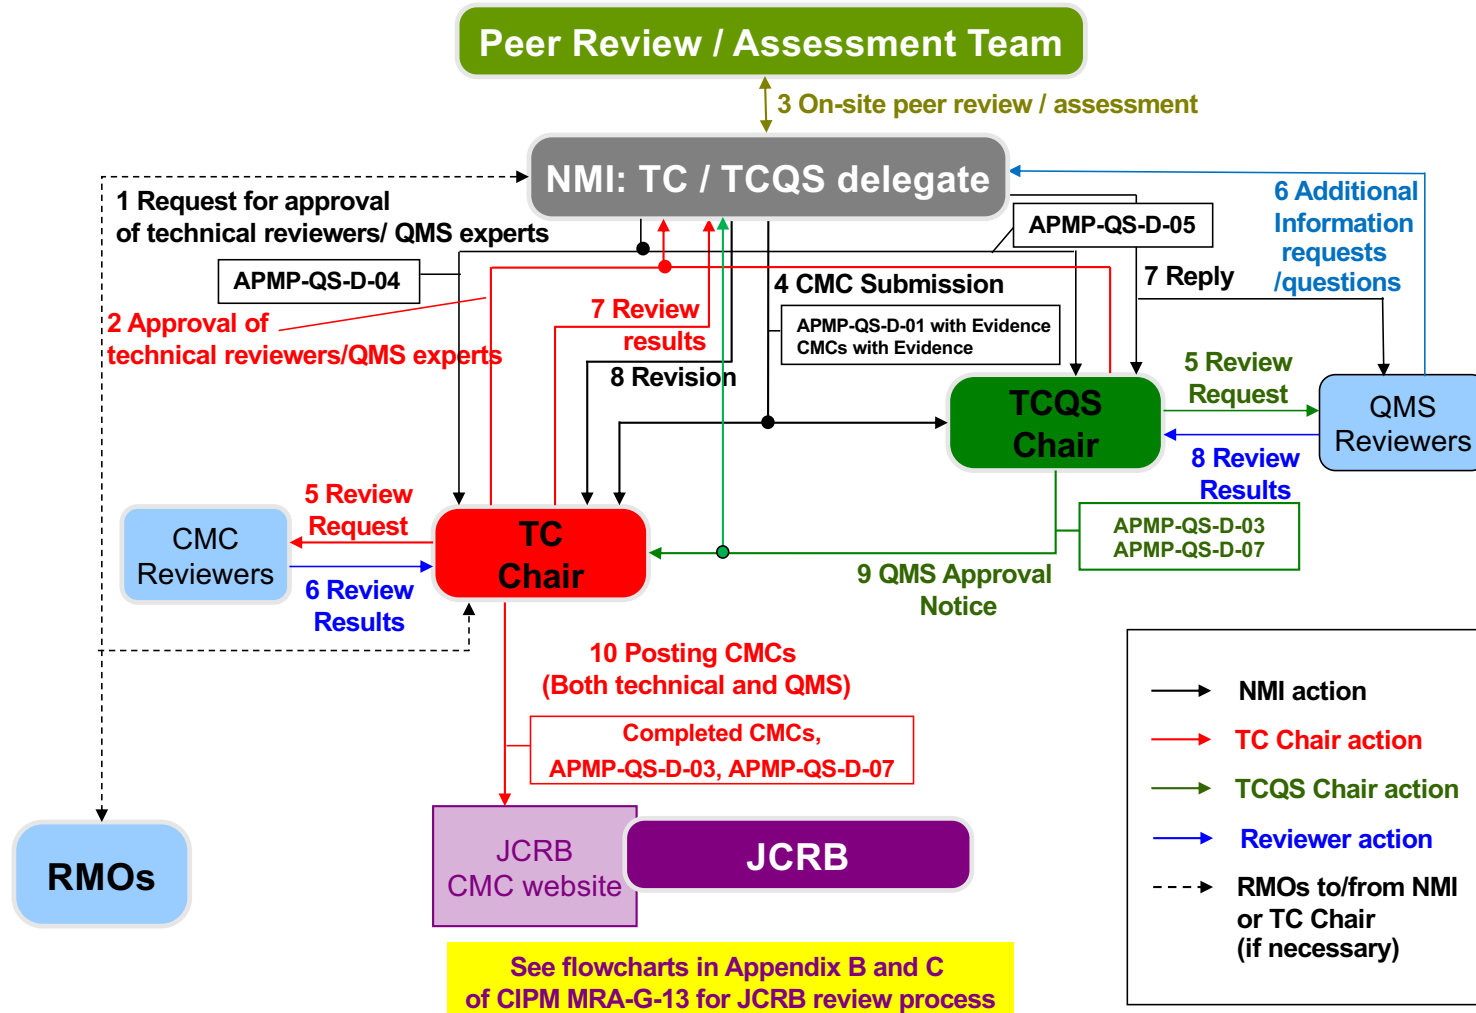 Peer Review / Assessment Team
3 On-site peer review / assessment
NMI: TC / TCQS delegate
1 Request for approval
of technical reviewers/ QMS experts
APMP-QS-D-04
2 Approval of
technical reviewers/QMS experts
7 Review
results
8 Revision
4 CMC Submission
APMP-QS-D-01 with Evidence
CMCs with Evidence
APMP-QS-D-05
7 Reply
6 Additional
Information
requests
/questions
TCQS
Chair
5 Review
Request
8 Review
Results
QMS
Reviewers
CMC
Reviewers
5 Review
Request
6 Review
Results
TC
Chair
APMP-QS-D-03
APMP-QS-D-07
9 QMS Approval
Notice
10 Posting CMCs
(Both technical and QMS)
Completed CMCs,
APMP-QS-D-03, APMP-QS-D-07
RMOs
JCRB
CMC website
JCRB
See flowcharts in Appendix B and C
of CIPM MRA-G-13 for JCRB review process
NMI action
TC Chair action
TCQS Chair action
Reviewer action
RMOs to/from NMI
or TC Chair
(if necessary)